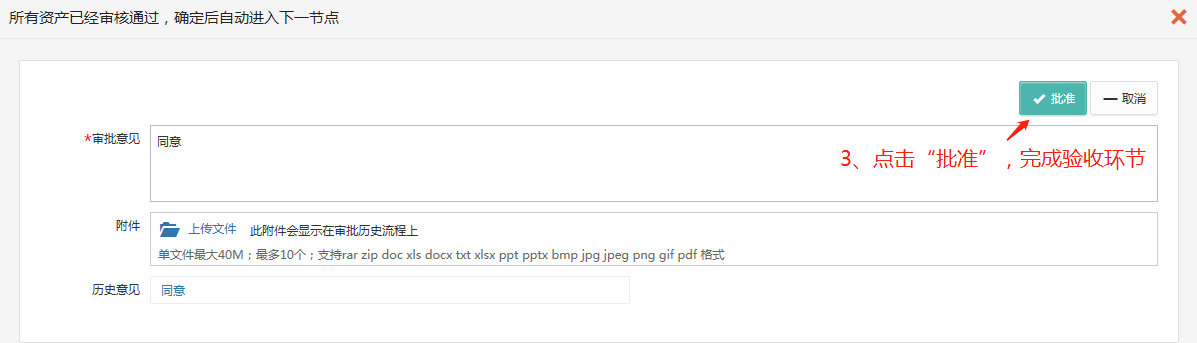 所有资产已经审核通过，确定后自动进入下一节点
批准 取消
*审批意见 同意
3、点击“批准”，完成验收环节
附件 上传文件 此附件会显示在审批历史流程上
单文件最大40M；最多10个；支持rar zip doc xls docx txt xlsx ppt pptx bmp jpg jpeg png gif pdf 格式
历史意见 同意